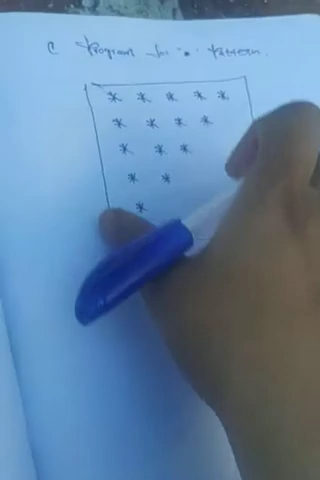 C Program for "*" Pattern.
* * * * *
* * * *
* * *
* *
*